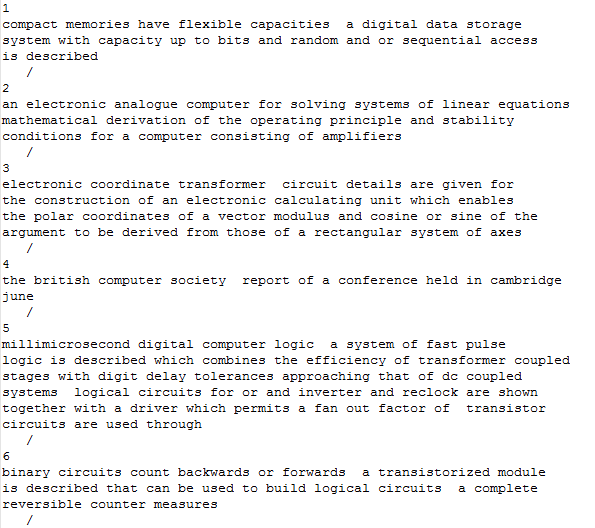 1
compact memories have flexible capacities  a digital data storage
system with capacity up to bits and random and or sequential access
is described
   /
2
an electronic analogue computer for solving systems of linear equations
mathematical derivation of the operating principle and stability
conditions for a computer consisting of amplifiers
   /
3
electronic coordinate transformer  circuit details are given for
the construction of an electronic calculating unit which enables
the polar coordinates of a vector modulus and cosine or sine of the
argument to be derived from those of a rectangular system of axes
   /
4
the british computer society  report of a conference held in cambridge
june
   /
5
millimicrosecond digital computer logic  a system of fast pulse
logic is described which combines the efficiency of transformer coupled
stages with digit delay tolerances approaching that of dc coupled
systems  logical circuits for or and inverter and reclock are shown
together with a driver which permits a fan out factor of  transistor
circuits are used through
   /
6
binary circuits count backwards or forwards  a transistorized module
is described that can be used to build logical circuits  a complete
reversible counter measures
   /